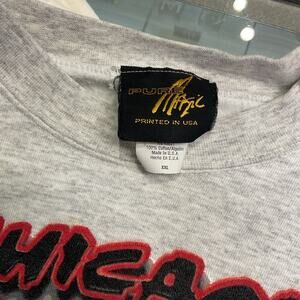 PURE
Magic
PRINTED IN USA
100% Cotton/Algodon
Made In U.S.A
Hecho En E.U.A.
XXL
CHICAGO